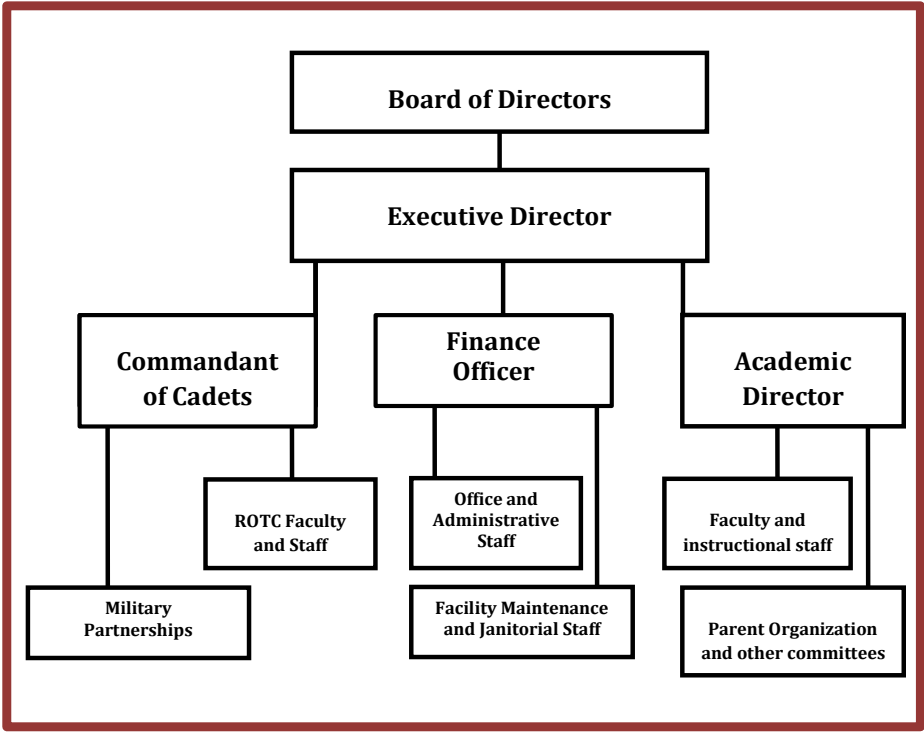 Board of Directors
Executive Director
Commandant
of Cadets
Finance
Officer
Academic
Director
ROTC Faculty
and Staff
Office and
Administrative
Staff
Faculty and
instructional staff
Military
Partnerships
Facility Maintenance
and Janitorial Staff
Parent Organization
and other committees